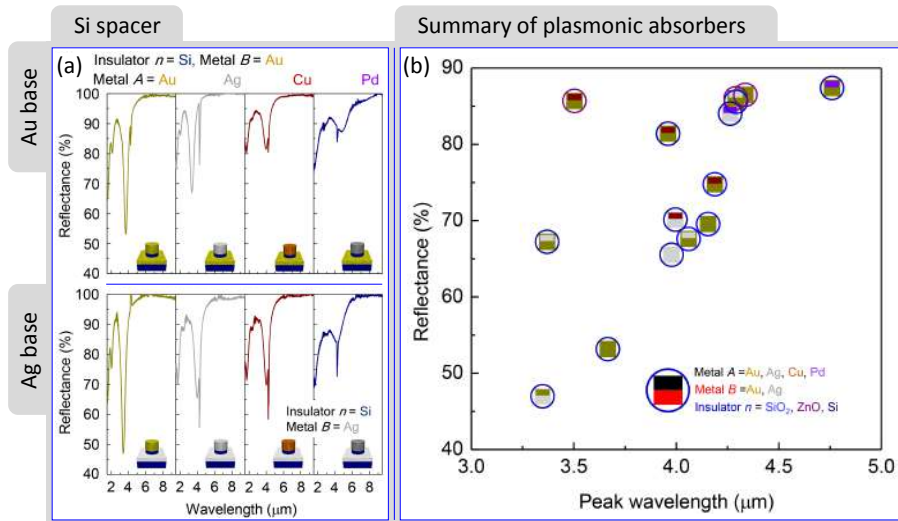 Si spacer
Summary of plasmonic absorbers
Au base
Ag base
(a)
Insulator n = Si, Metal B = Au
Metal A = Au Ag Cu Pd
100
90
80
70
60
50
40
Reflectance (%)
100
90
80
70
60
50
40
Reflectance (%)
Insulator n = Si
Metal B = Ag
2 4 6 8 2 4 6 8 2 4 6 8 2 4 6 8
Wavelength (μm)
(b)
90
80
70
60
50
40
Reflectance (%)
Metal A =Au, Ag, Cu, Pd
Metal B =Au, Ag
Insulator n = SiO₂, ZnO, Si
3.0 3.5 4.0 4.5 5.0
Peak wavelength (μm)